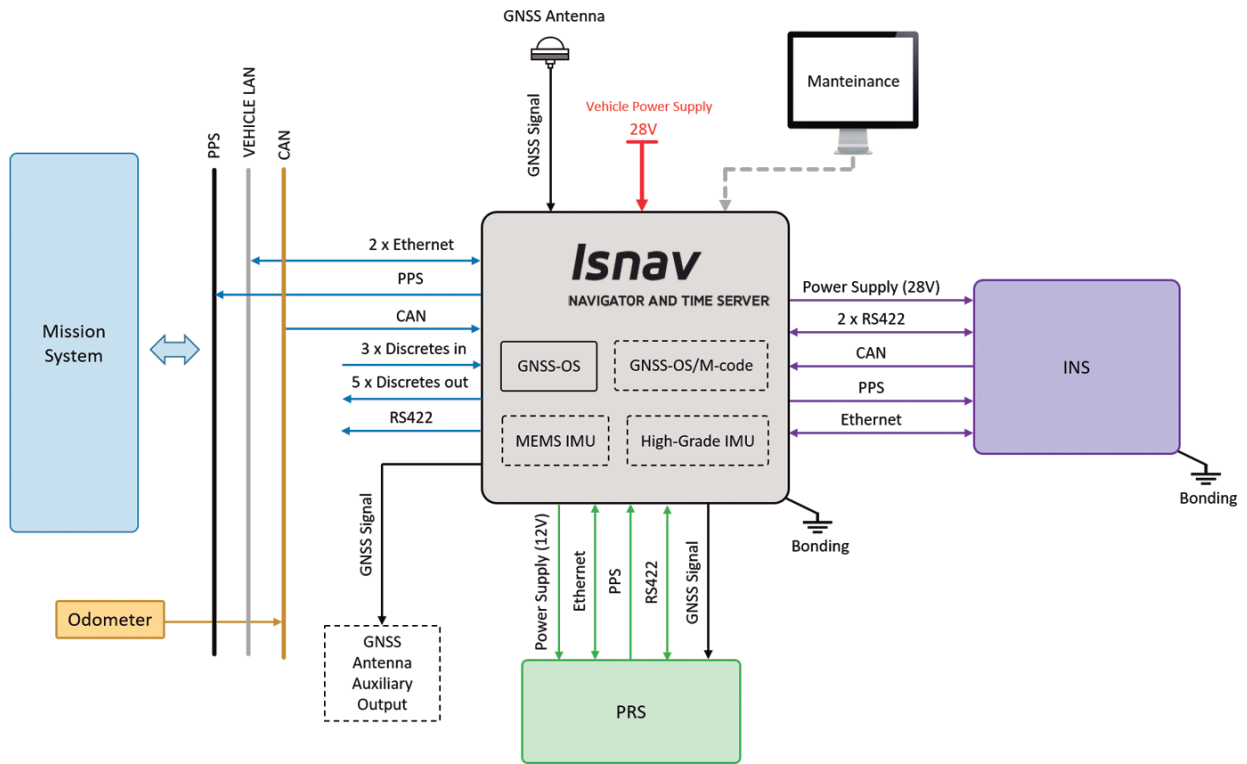 GNSS Antenna
GNSS Signal
Vehicle Power Supply
28V
Manteinance
PPS
VEHICLE LAN
CAN
Mission
System
2 x Ethernet
PPS
CAN
3 x Discretes in
5 x Discretes out
RS422
Isnav
NAVIGATOR AND TIME SERVER
GNSS-OS
GNSS-OS/M-code
MEMS IMU
High-Grade IMU
Power Supply (28V)
2 x RS422
CAN
PPS
Ethernet
INS
Bonding
Bonding
GNSS Signal
Power Supply (12V)
Ethernet
PPS
RS422
GNSS Signal
Odometer
GNSS
Antenna
Auxiliary
Output
PRS